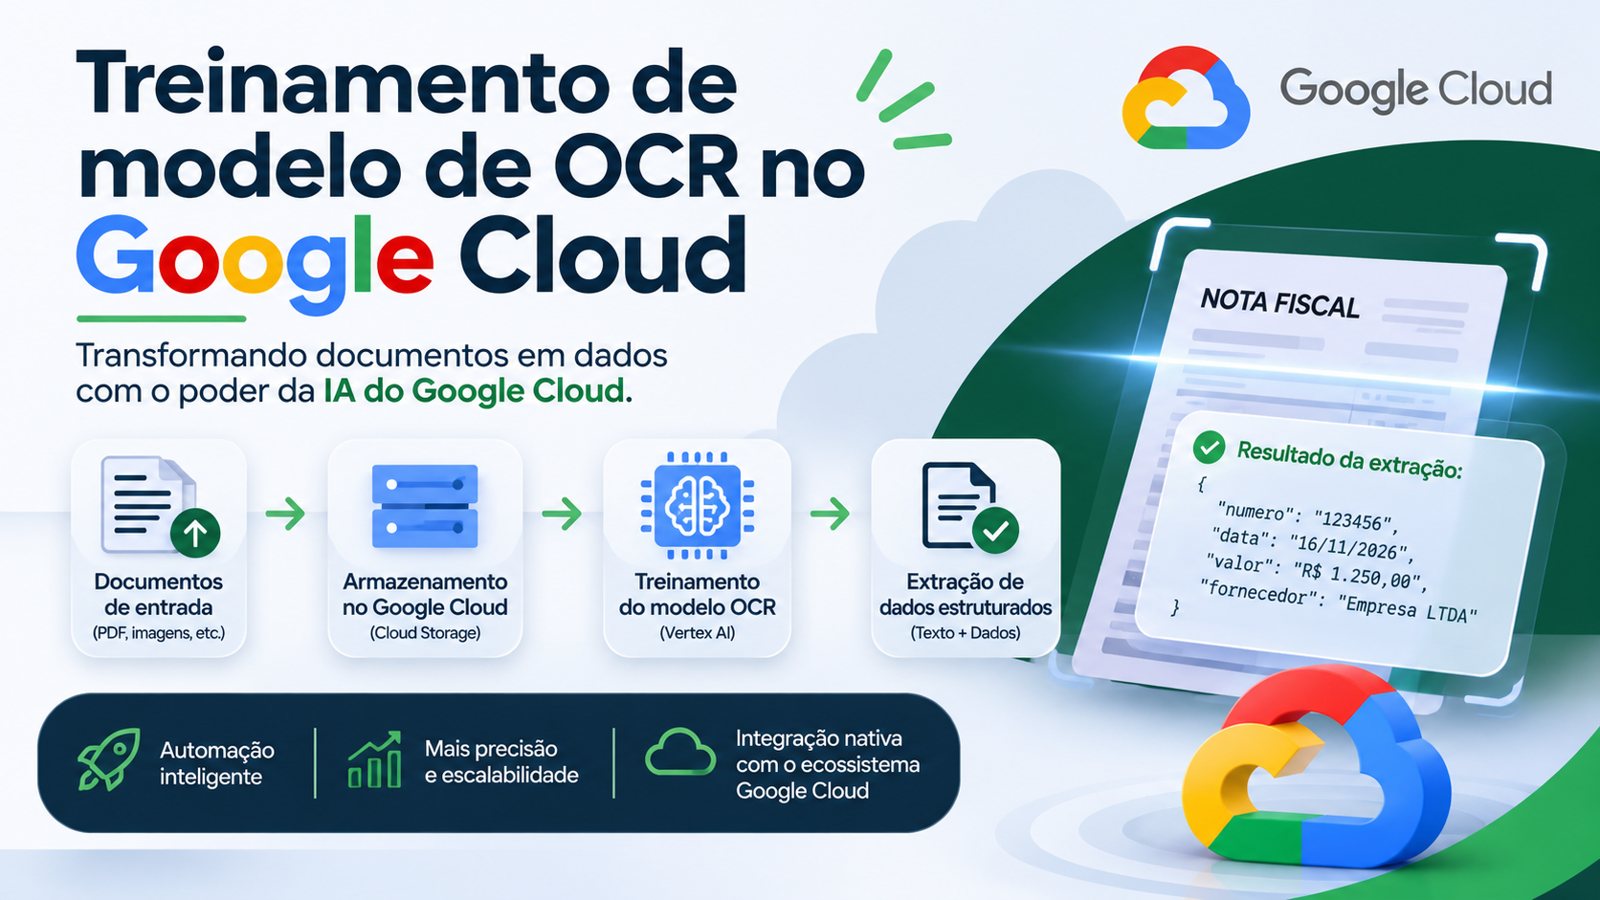 Treinamento de
modelo de OCR no
Google Cloud
Transformando documentos em dados
com o poder da IA do Google Cloud.
Google Cloud
Documentos
de entrada
(PDF, imagens, etc.)
Armazenamento
no Google Cloud
(Cloud Storage)
Treinamento
do modelo OCR
(Vertex AI)
Extração de
dados estruturados
(Texto + Dados)
NOTA FISCAL
Resultado da extração:
{
"numero": "123456",
"data": "16/11/2026",
"valor": "R$ 1.250,00",
"fornecedor": "Empresa LTDA"
}
Automação
inteligente
Mais precisão
e escalabilidade
Integração nativa
com o ecossistema
Google Cloud